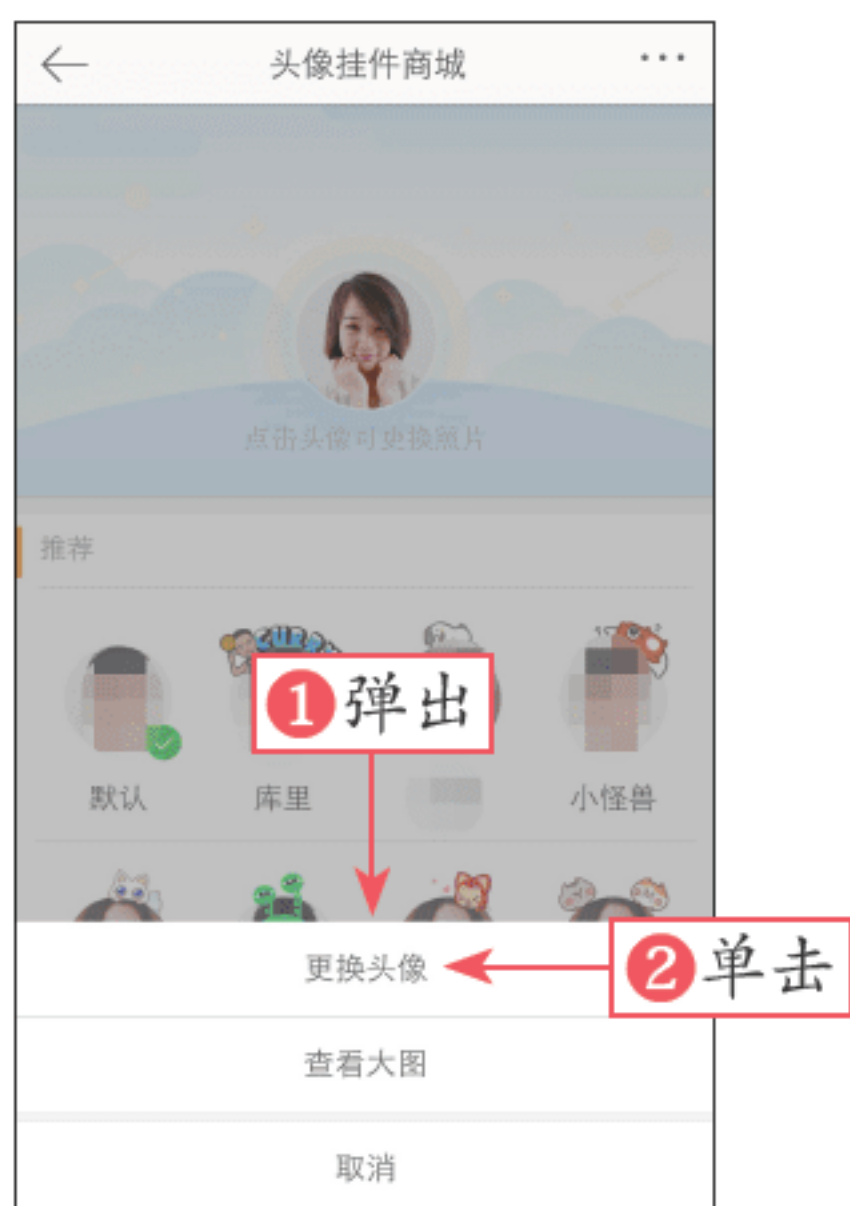 头像挂件商城
点击头像可更换照片
推荐
❶弹出
默认 库里 小怪兽
更换头像
❷单击
查看大图
取消